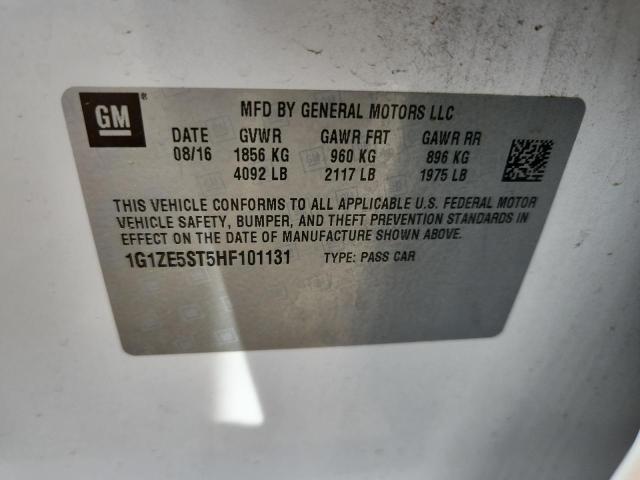 GM ®
MFD BY GENERAL MOTORS LLC
DATE GVWR GAWR FRT GAWR RR
08/16 1856 KG 960 KG 896 KG
4092 LB 2117 LB 1975 LB
THIS VEHICLE CONFORMS TO ALL APPLICABLE U.S. FEDERAL MOTOR
VEHICLE SAFETY, BUMPER, AND THEFT PREVENTION STANDARDS IN
EFFECT ON THE DATE OF MANUFACTURE SHOWN ABOVE.
1G1ZE5ST5HF101131 TYPE: PASS CAR